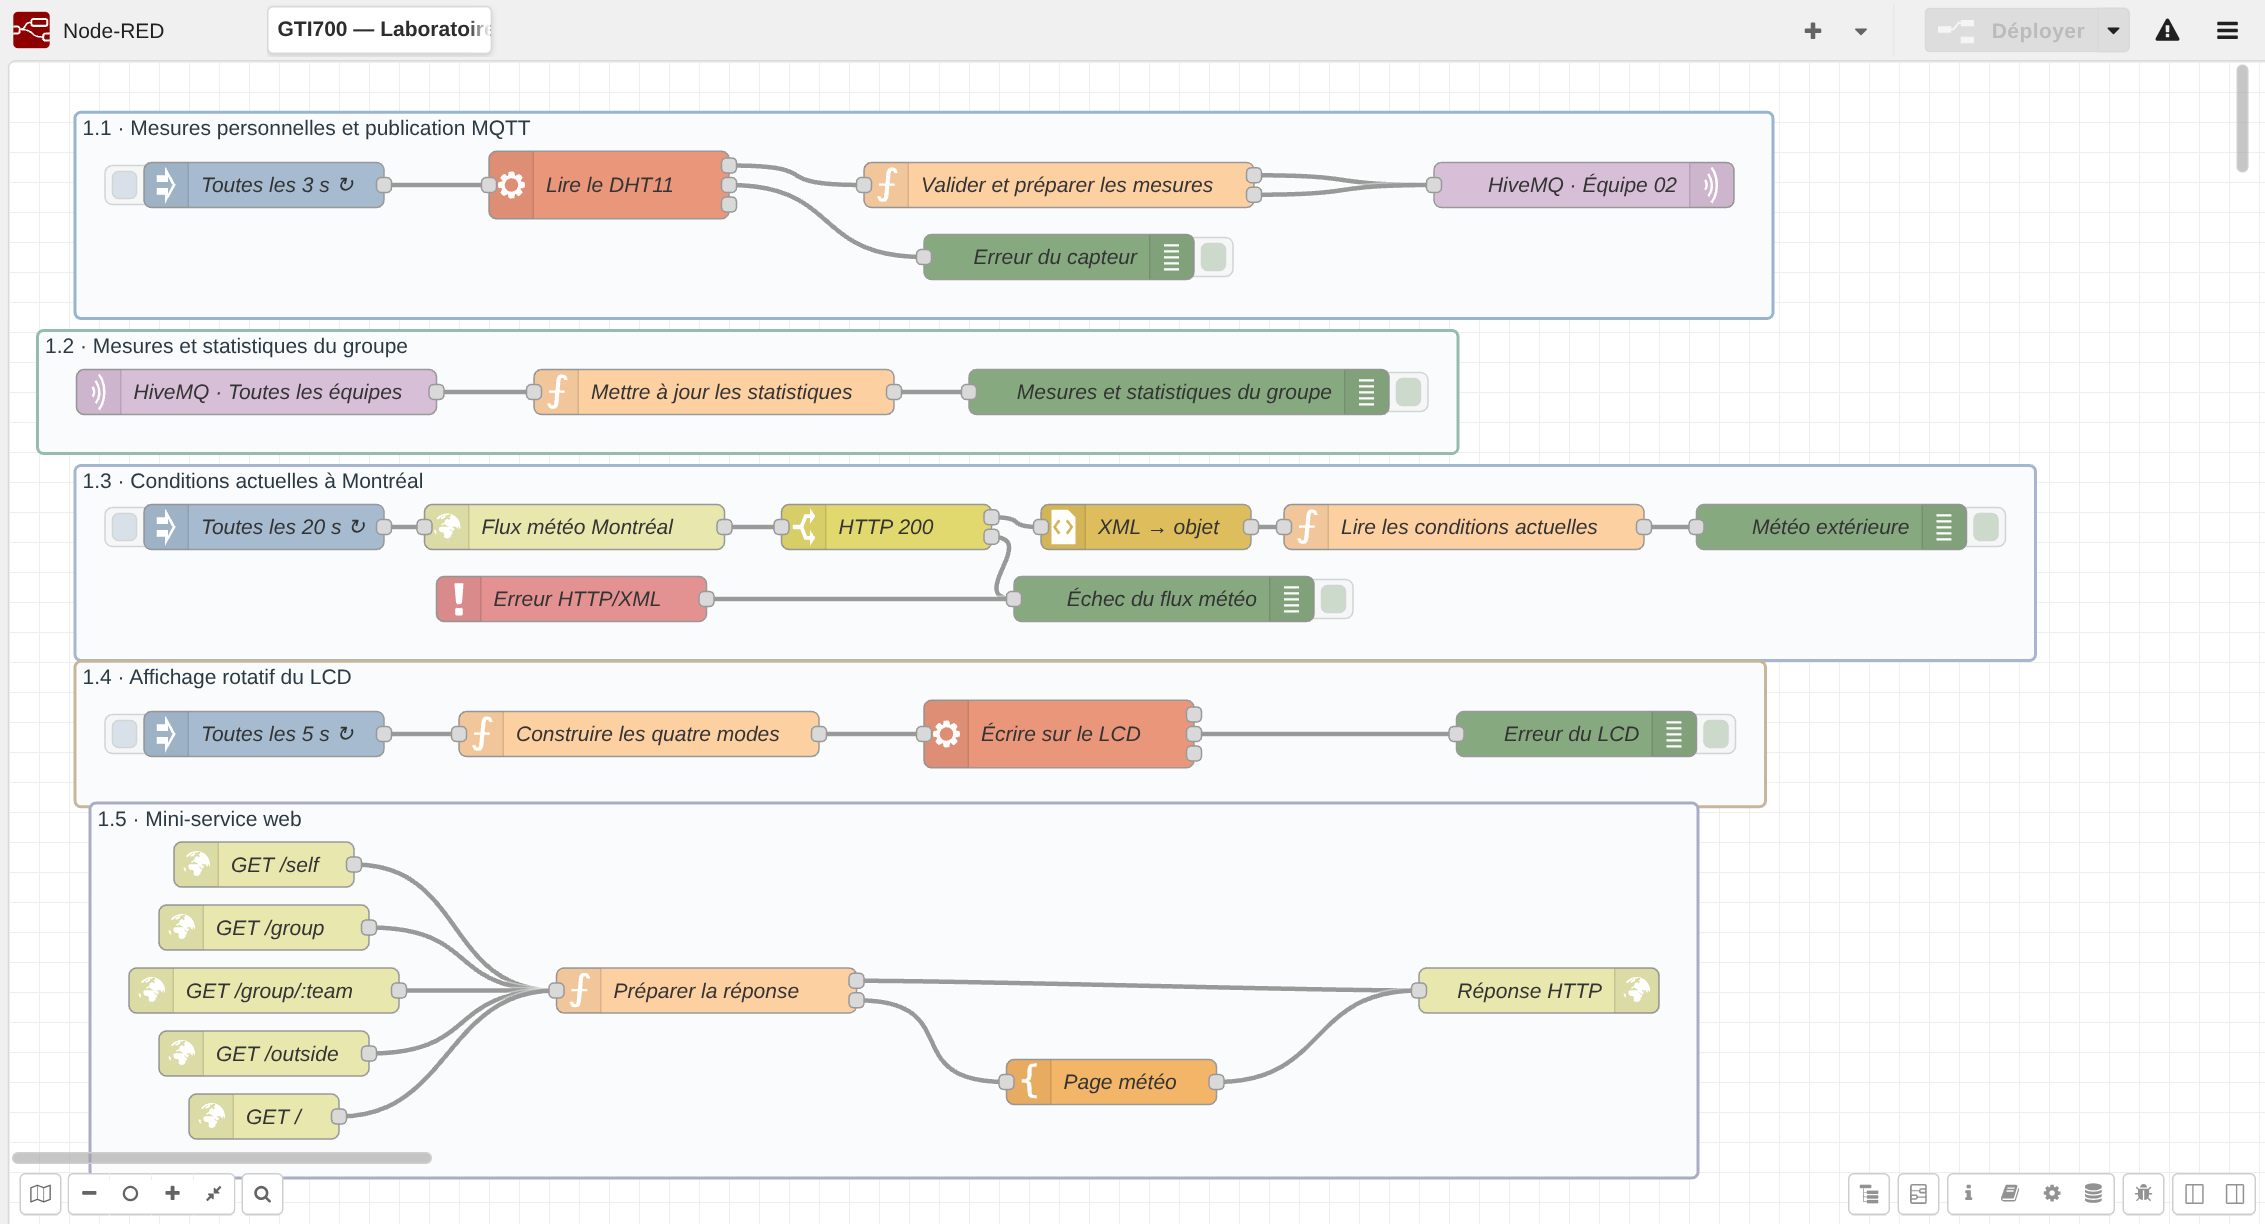 Node-RED
GTI700 — Laboratoire
Déployer
1.1 · Mesures personnelles et publication MQTT
Toutes les 3 s ↻
Lire le DHT11
Valider et préparer les mesures
HiveMQ · Équipe 02
Erreur du capteur
1.2 · Mesures et statistiques du groupe
HiveMQ · Toutes les équipes
Mettre à jour les statistiques
Mesures et statistiques du groupe
1.3 · Conditions actuelles à Montréal
Toutes les 20 s ↻
Flux météo Montréal
HTTP 200
XML → objet
Lire les conditions actuelles
Météo extérieure
Erreur HTTP/XML
Échec du flux météo
1.4 · Affichage rotatif du LCD
Toutes les 5 s ↻
Construire les quatre modes
Écrire sur le LCD
Erreur du LCD
1.5 · Mini-service web
GET /self
GET /group
GET /group/:team
Préparer la réponse
Réponse HTTP
GET /outside
Page météo
GET /